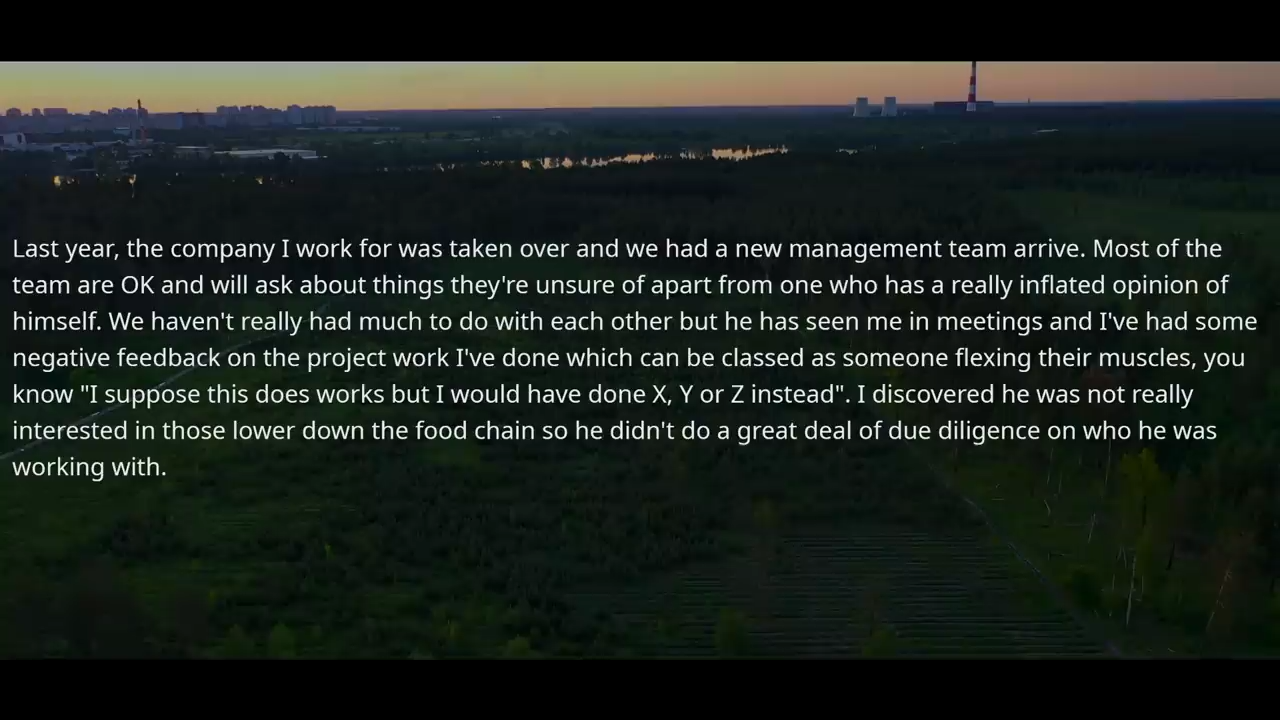 Last year, the company I work for was taken over and we had a new management team arrive. Most of the
team are OK and will ask about things they're unsure of apart from one who has a really inflated opinion of
himself. We haven't really had much to do with each other but he has seen me in meetings and I've had some
negative feedback on the project work I've done which can be classed as someone flexing their muscles, you
know "I suppose this does works but I would have done X, Y or Z instead". I discovered he was not really
interested in those lower down the food chain so he didn't do a great deal of due diligence on who he was
working with.